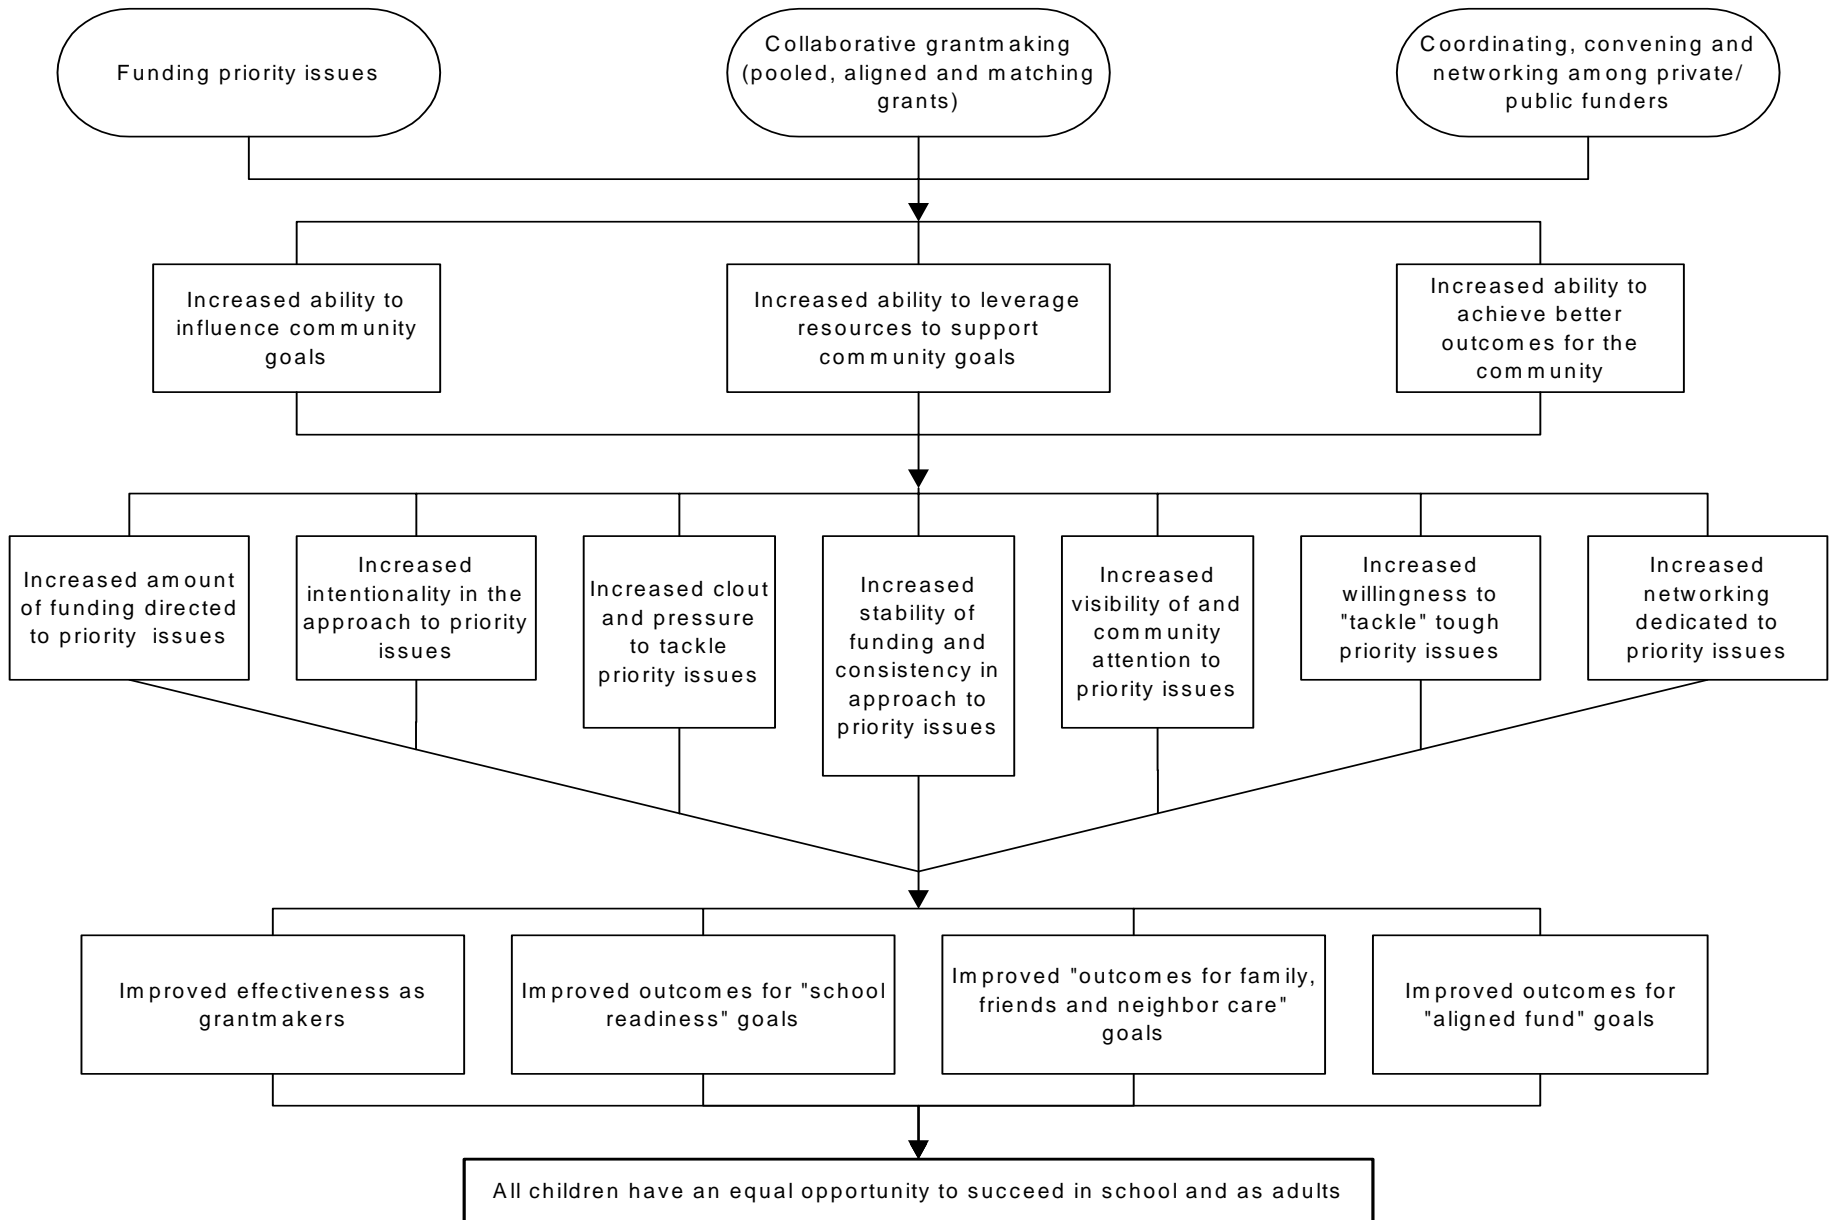 Funding priority issues
Collaborative grantmaking
(pooled, aligned and matching
grants)
Coordinating, convening and
networking among private/
public funders
Increased ability to
influence community
goals
Increased ability to leverage
resources to support
community goals
Increased ability to
achieve better
outcomes for the
community
Increased amount
of funding directed
to priority issues
Increased
intentionality in the
approach to priority
issues
Increased clout
and pressure
to tackle
priority issues
Increased
stability of
funding and
consistency in
approach to
priority issues
Increased
visibility of and
community
attention to
priority issues
Increased
willingness to
"tackle" tough
priority issues
Increased
networking
dedicated to
priority issues
Improved effectiveness as
grantmakers
Improved outcomes for "school
readiness" goals
Improved "outcomes for family,
friends and neighbor care"
goals
Improved outcomes for
"aligned fund" goals
All children have an equal opportunity to succeed in school and as adults